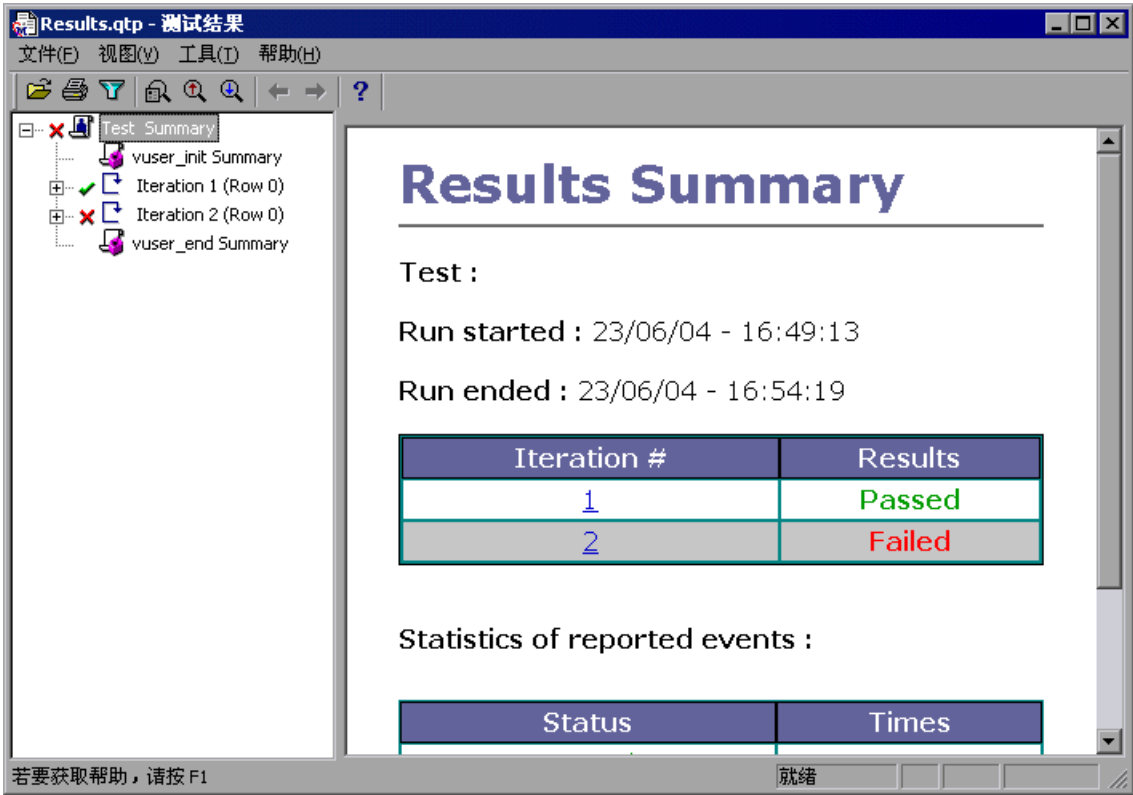 Results.qtp - 测试结果
文件(F) 视图(V) 工具(T) 帮助(H)
?
Test Summary
vuser_init Summary
Iteration 1 (Row 0)
Iteration 2 (Row 0)
vuser_end Summary
Results Summary
Test :
Run started : 23/06/04 - 16:49:13
Run ended : 23/06/04 - 16:54:19
Iteration # Results
1 Passed
2 Failed
Statistics of reported events :
Status Times
若要获取帮助，请按 F1 就绪